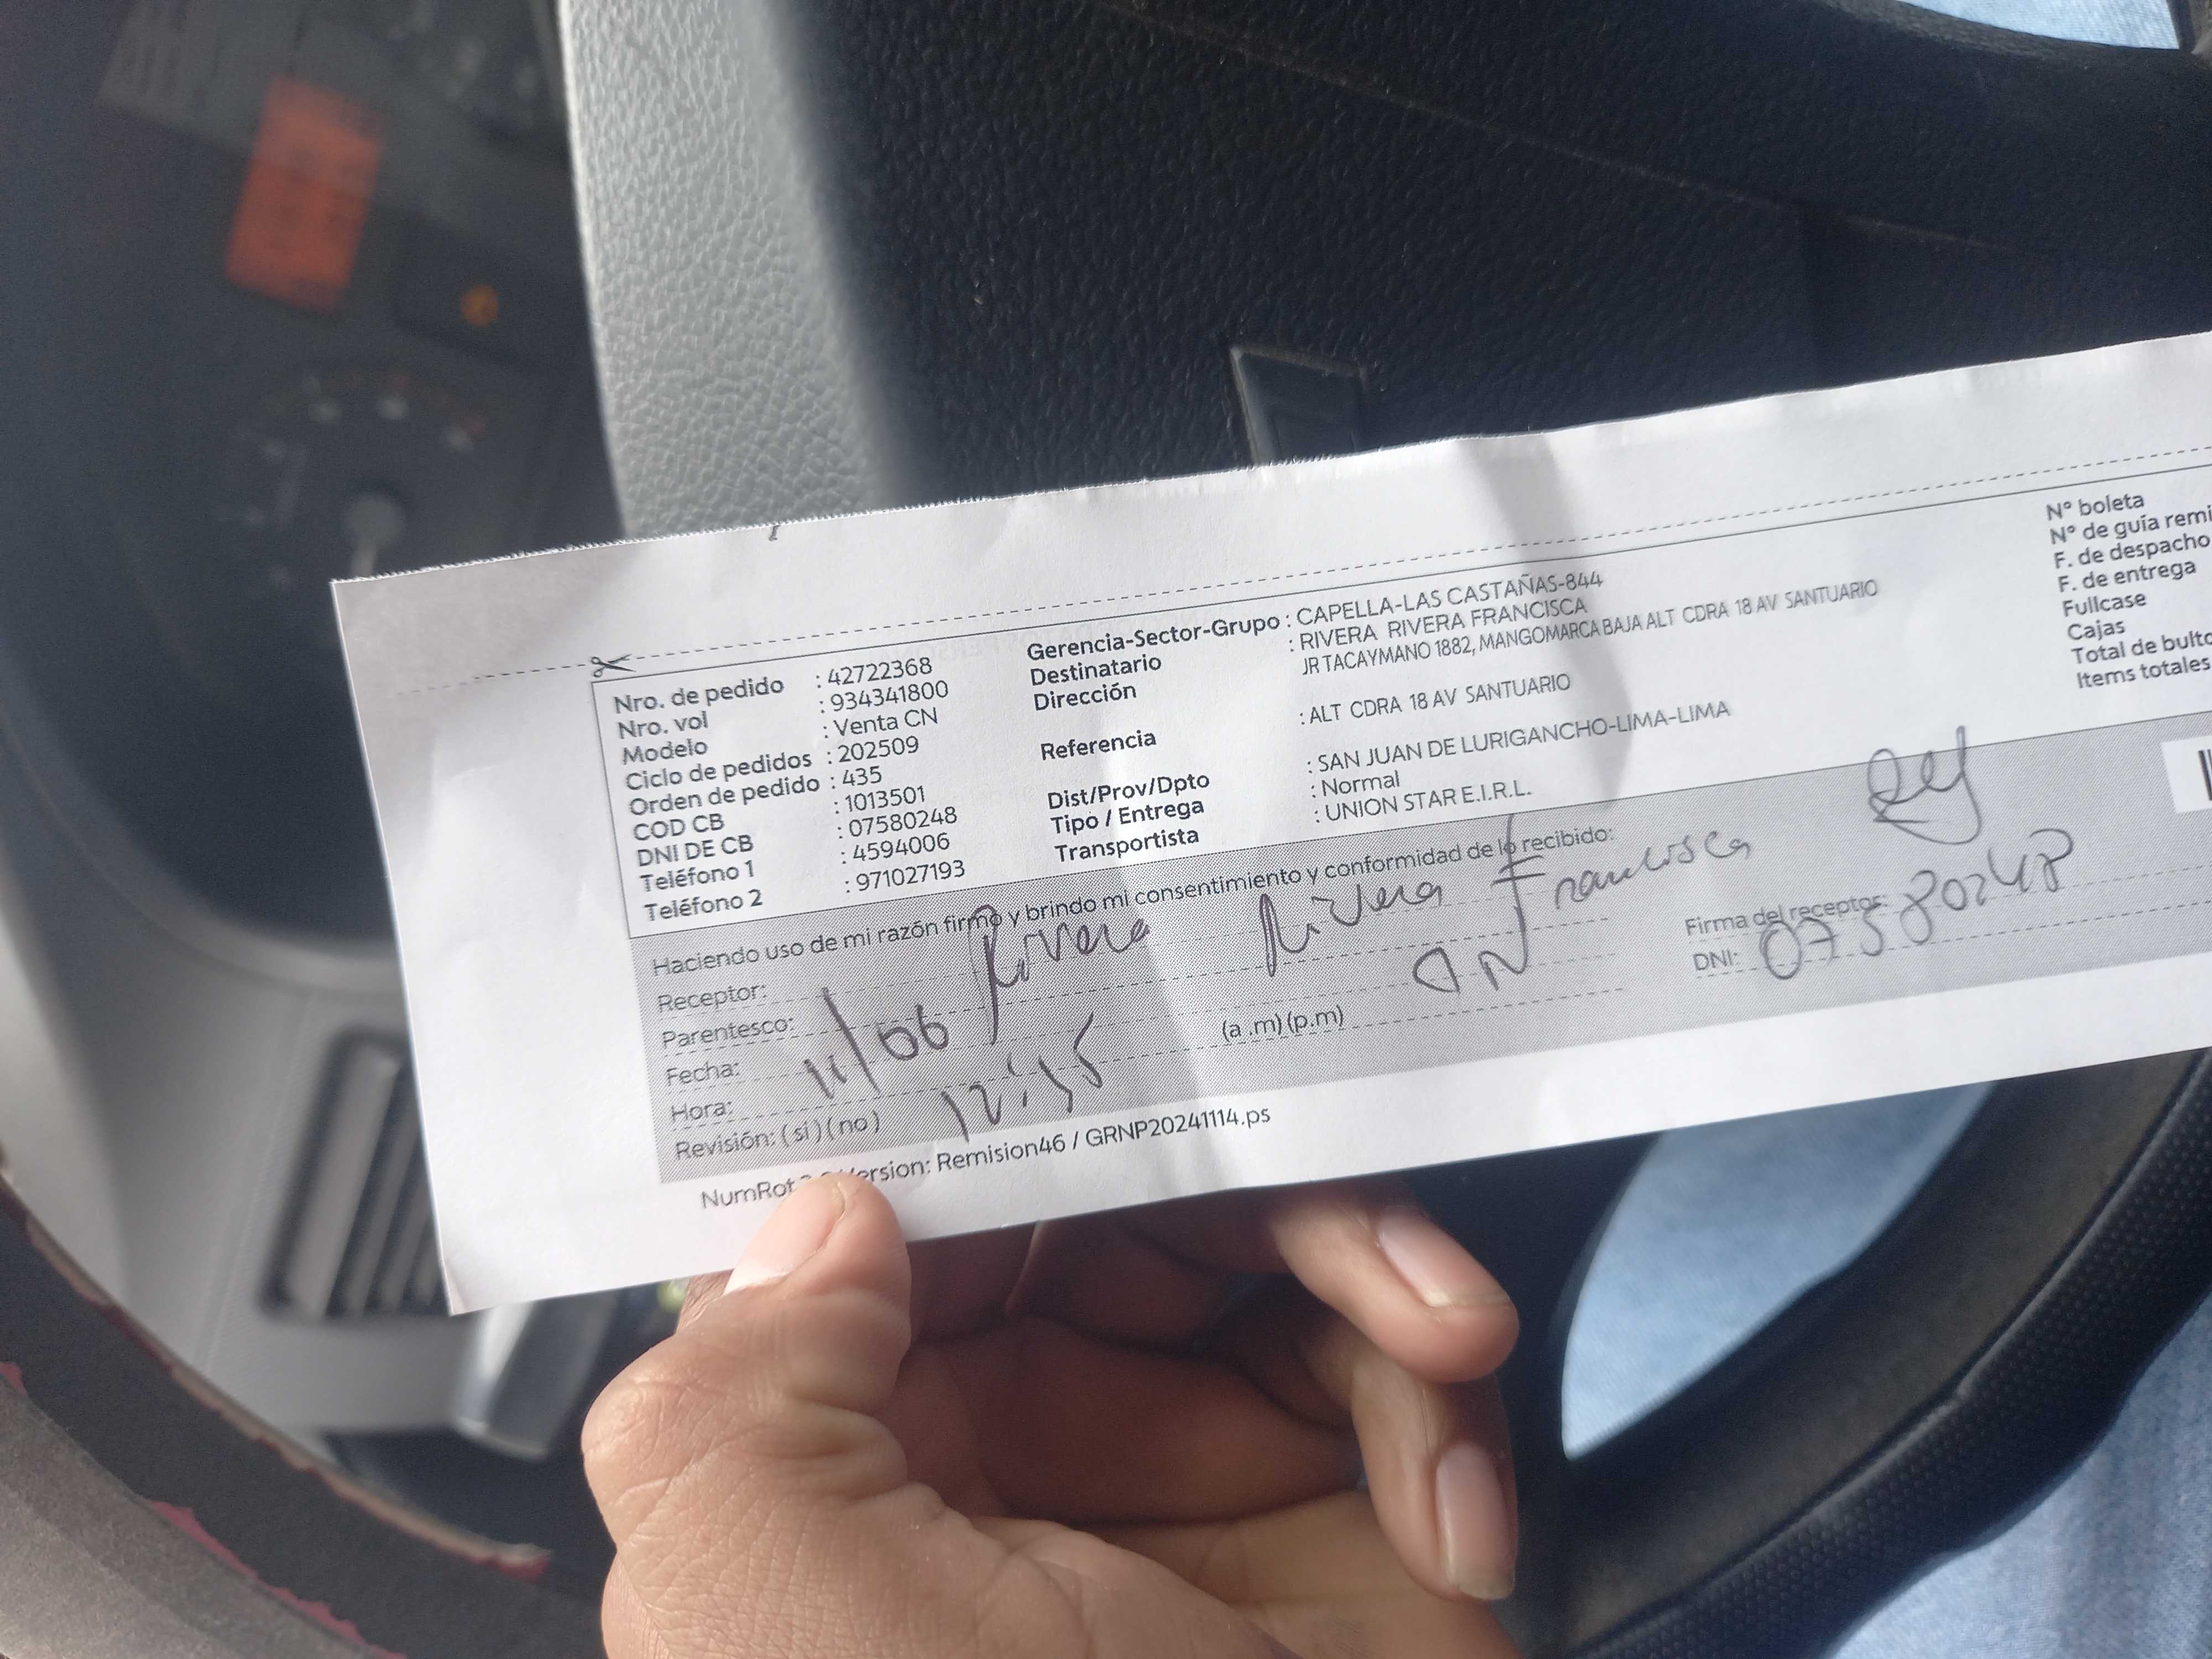 Nro. de pedido : 42722368
Nro. vol : 934341800
Modelo : Venta CN
Ciclo de pedidos : 202509
Orden de pedido : 435
COD CB : 1013501
DNI DE CB : 07580248
Teléfono 1 : 4594006
Teléfono 2 : 971027193
Gerencia-Sector-Grupo : CAPELLA-LAS CASTAÑAS-844
Destinatario : RIVERA RIVERA FRANCISCA
Dirección JR TACAYMANO 1882, MANGOMARCA BAJA ALT CDRA 18 AV SANTUARIO
Referencia : ALT CDRA 18 AV SANTUARIO
Dist/Prov/Dpto : SAN JUAN DE LURIGANCHO-LIMA-LIMA
Tipo / Entrega : Normal
Transportista : UNION STAR E.I.R.L.
N° boleta
N° de guía remi
F. de despacho
F. de entrega
Fullcase
Cajas
Total de bulto
Items totales
Haciendo uso de mi razón firmo y brindo mi consentimiento y conformidad de lo recibido:
Receptor: Rivera Rivera Francisca
Parentesco:
Fecha: 11/06
Hora: 12:15 (a .m) (p.m)
Revisión: ( si ) ( no )
Firma del receptor:
DNI: 07580248
NumRot ersion: Remision46 / GRNP20241114.ps